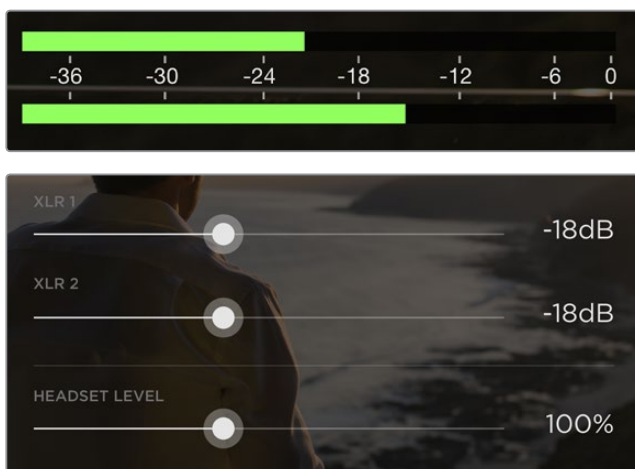 -36 -30 -24 -18 -12 -6 0
XLR 1
-18dB
XLR 2
-18dB
HEADSET LEVEL
100%